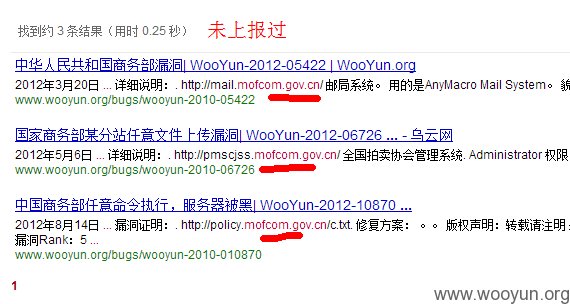 找到约 3 条结果（用时 0.25 秒） 未上报过
中华人民共和国商务部漏洞| WooYun-2012-05422 | WooYun.org
2012年3月20日 ... 详细说明：. http://mail.mofcom.gov.cn/ 邮局系统。用的是AnyMacro Mail System。貌
www.wooyun.org/bugs/wooyun-2010-05422
国家商务部某分站任意文件上传漏洞| WooYun-2012-06726 ... - 乌云网
2012年5月6日 ... 详细说明：. http://pmscjss.mofcom.gov.cn/ 全国拍卖协会管理系统. Administrator 权限
www.wooyun.org/bugs/wooyun-2010-06726
中国商务部任意命令执行，服务器被黑| WooYun-2012-10870 ...
2012年8月14日 ... 漏洞证明：. http://policy.mofcom.gov.cn/c.txt. 修复方案： 。。 版权声明：转载请注明
漏洞Rank：5 ...
www.wooyun.org/bugs/wooyun-2010-010870
1
www.wooyun.org